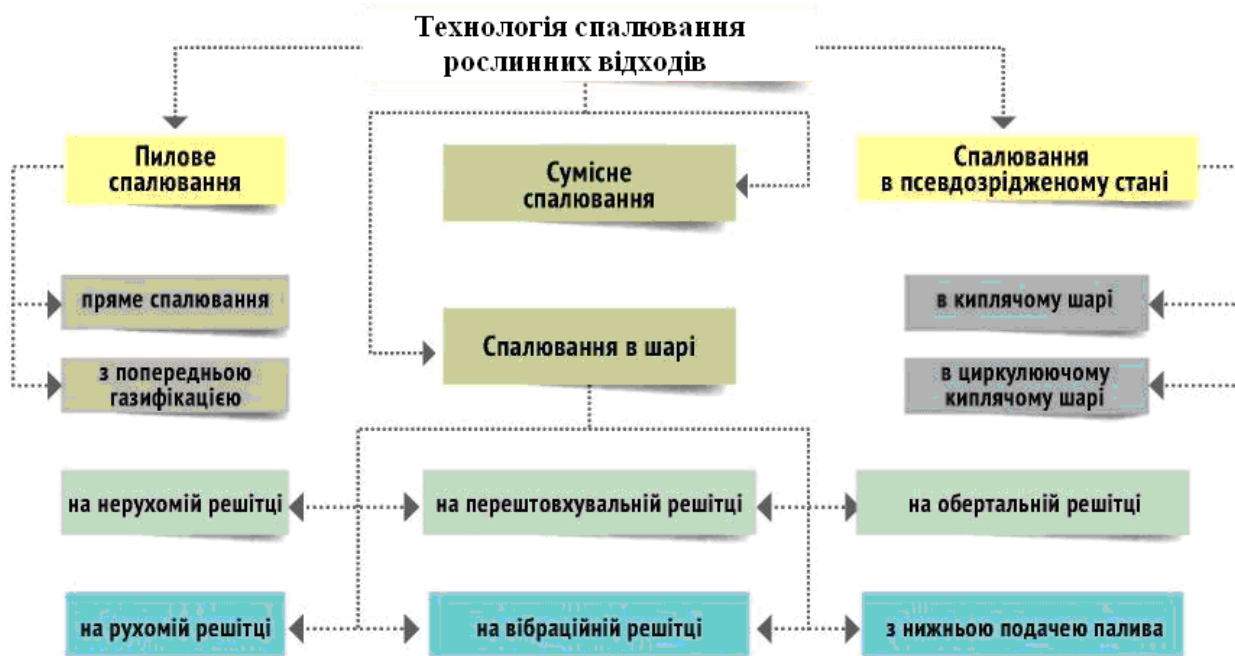 Технологія спалювання
рослинних відходів
Пилове
спалювання
Сумісне
спалювання
Спалювання
в псевдозрідженому стані
пряме спалювання
в киплячому шарі
Спалювання в шарі
з попередньою
газифікацією
в циркулюючому
киплячому шарі
на нерухомій решітці
на перештовхувальній решітці
на обертальній решітці
на рухомій решітці
на вібраційній решітці
з нижньою подачею палива